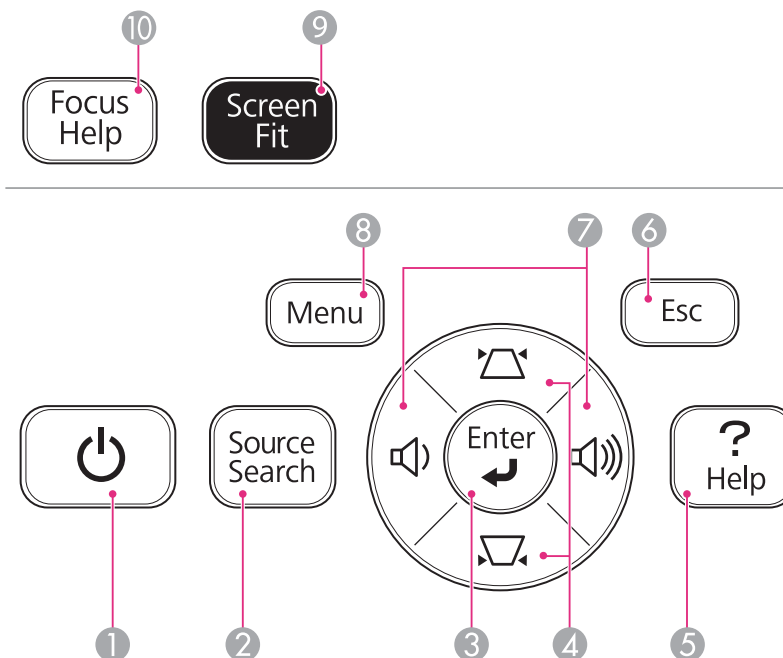 10 9
Focus
Help
Screen
Fit
8 7 6
Menu
Esc
Source
Search
Enter
?
Help
1 2 3 4 5